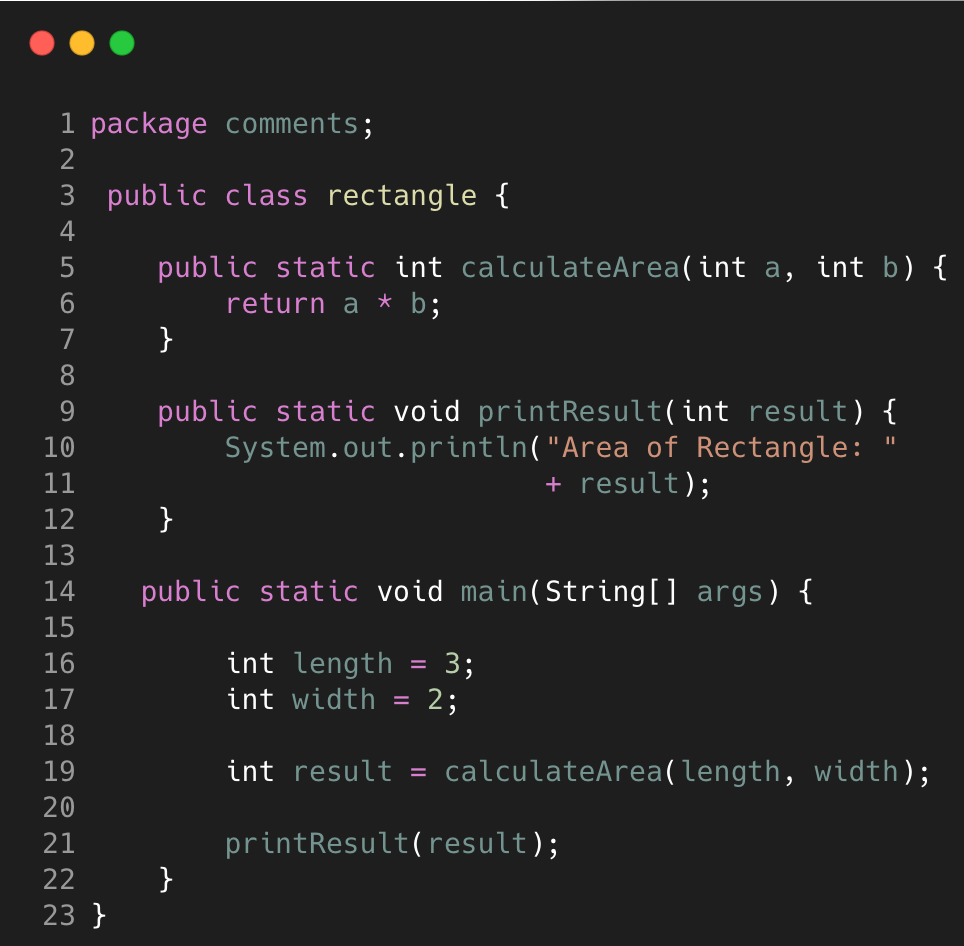 1 package comments;
2
3  public class rectangle {
4
5     public static int calculateArea(int a, int b) {
6         return a * b;
7     }
8
9     public static void printResult(int result) {
10         System.out.println("Area of Rectangle: "
11                            + result);
12     }
13
14    public static void main(String[] args) {
15
16         int length = 3;
17         int width = 2;
18
19         int result = calculateArea(length, width);
20
21         printResult(result);
22     }
23 }